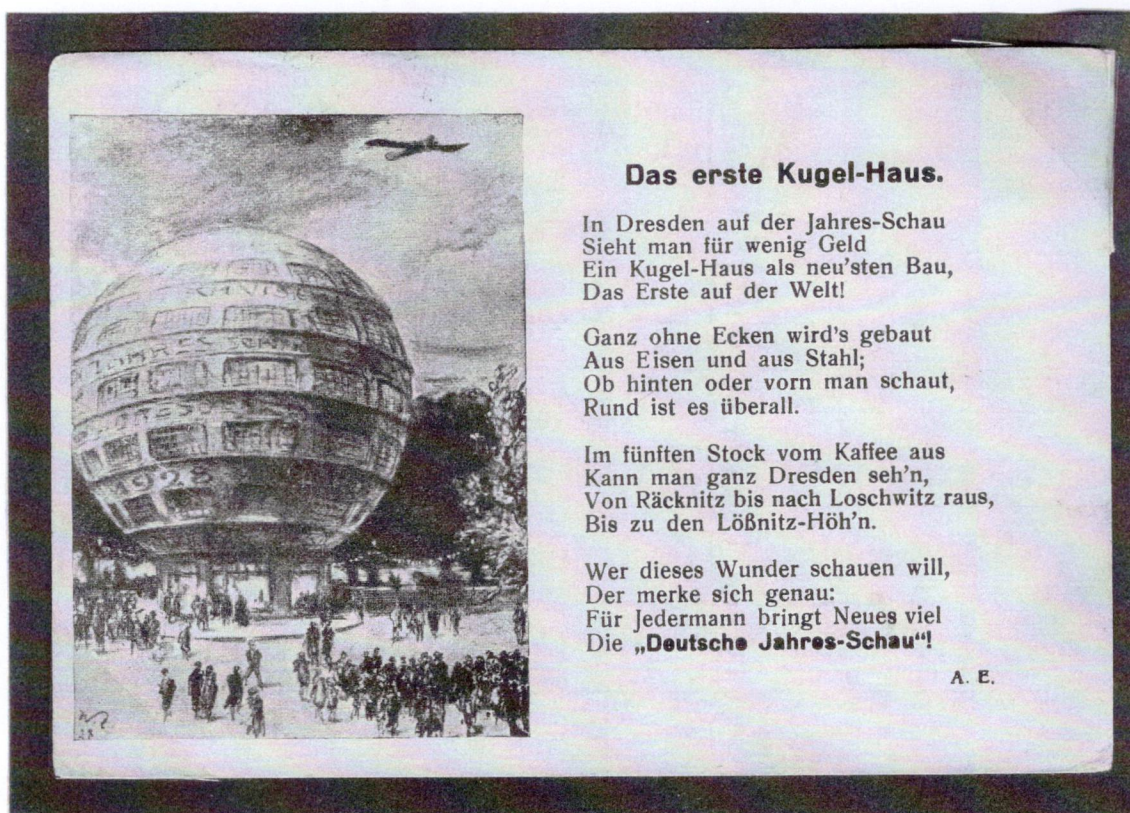 Das erste Kugel-Haus.
In Dresden auf der Jahres-Schau
Sieht man für wenig Geld
Ein Kugel-Haus als neu'sten Bau,
Das Erste auf der Welt!
Ganz ohne Ecken wird's gebaut
Aus Eisen und aus Stahl;
Ob hinten oder vorn man schaut,
Rund ist es überall.
Im fünften Stock vom Kaffee aus
Kann man ganz Dresden seh'n,
Von Räcknitz bis nach Loschwitz raus,
Bis zu den Lößnitz-Höh'n.
Wer dieses Wunder schauen will,
Der merke sich genau:
Für Jedermann bringt Neues viel
Die „Deutsche Jahres-Schau“!
A. E.
1928